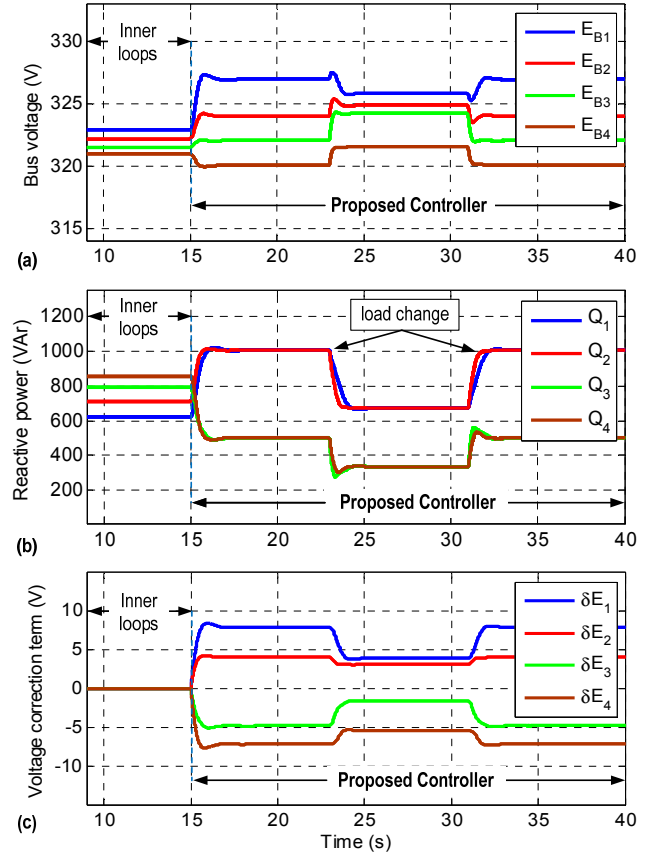 330
325
320
315
Bus voltage (V)
Inner
loops
E_B1
E_B2
E_B3
E_B4
Proposed Controller
10 15 20 25 30 35 40
(a)
1200
1000
800
600
400
200
Reactive power (VAr)
Inner
loops
load change
Q_1
Q_2
Q_3
Q_4
Proposed Controller
10 15 20 25 30 35 40
(b)
10
5
0
-5
-10
Voltage correction term (V)
Inner
loops
δE_1
δE_2
δE_3
δE_4
Proposed Controller
10 15 20 25 30 35 40
(c)
Time (s)